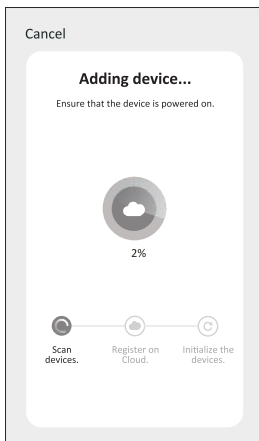 Cancel
Adding device...
Ensure that the device is powered on.
2%
Scan
devices.
Register on
Cloud.
Initialize the
devices.